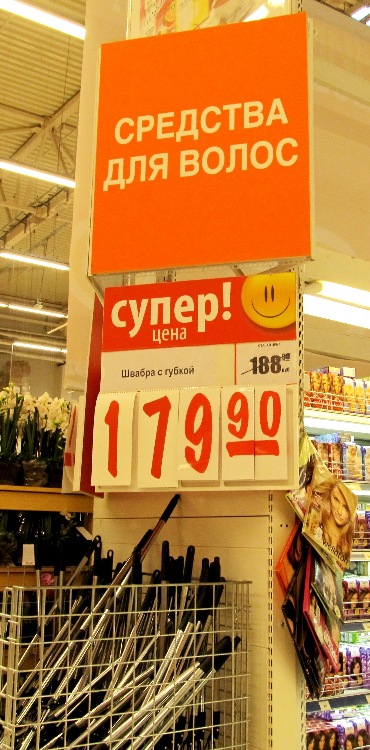 СРЕДСТВА
ДЛЯ ВОЛОС
супер!
цена
Швабра с губкой
188
179 90